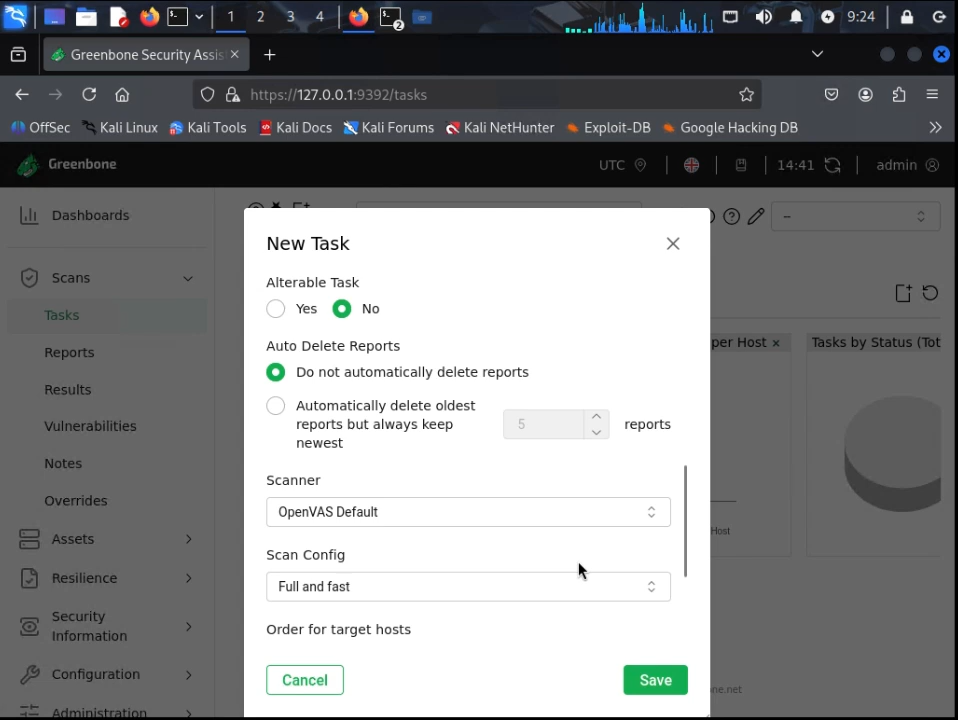 1 2 3 4 2 9:24
Greenbone Security Assis
https://127.0.0.1:9392/tasks
OffSec Kali Linux Kali Tools Kali Docs Kali Forums Kali NetHunter Exploit-DB Google Hacking DB
Greenbone UTC 14:41 admin
Dashboards
Scans
Tasks
Reports
Results
Vulnerabilities
Notes
Overrides
Assets
Resilience
Security
Information
Configuration
Administration
New Task
Alterable Task
Yes No
Auto Delete Reports
Do not automatically delete reports
Automatically delete oldest
reports but always keep
newest
5 reports
Scanner
OpenVAS Default
Scan Config
Full and fast
Order for target hosts
Cancel Save
--
per Host × Tasks by Status (Tot
Host
ne.net